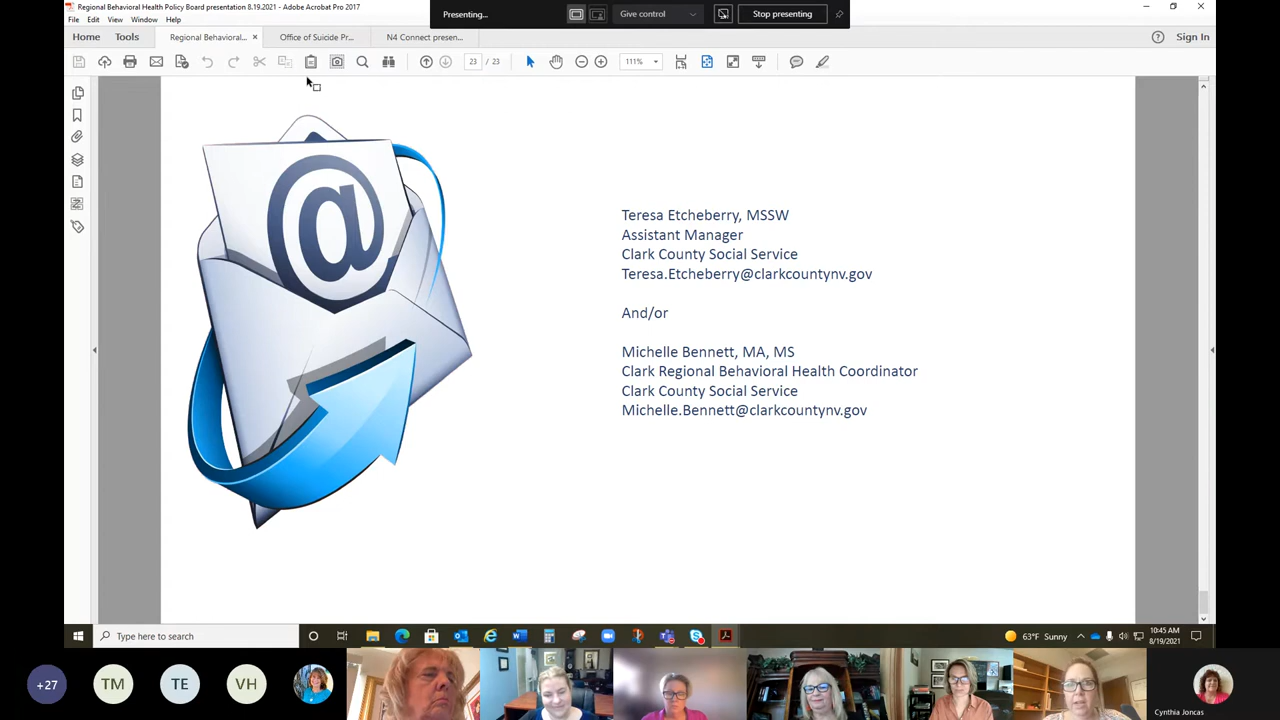 Regional Behavioral Health Policy Board presentation 8.19.2021 - Adobe Acrobat Pro 2017
Presenting...
Give control
Stop presenting
File Edit View Window Help
Home Tools
Regional Behavioral...
Office of Suicide Pr...
N4 Connect presen...
Sign In
23 / 23
111%
@
Teresa Etcheberry, MSSW
Assistant Manager
Clark County Social Service
Teresa.Etcheberry@clarkcountynv.gov
And/or
Michelle Bennett, MA, MS
Clark Regional Behavioral Health Coordinator
Clark County Social Service
Michelle.Bennett@clarkcountynv.gov
Type here to search
63°F Sunny
10:45 AM
8/19/2021
+27
TM
TE
VH
Cynthia Joncas